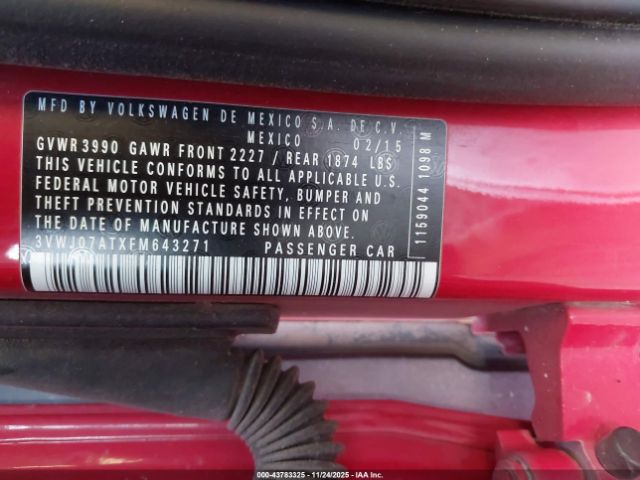 MFD BY VOLKSWAGEN DE MEXICO S.A. DE C.V.
MEXICO 02/15
GVWR 3990 GAWR FRONT 2227 / REAR 1874 LBS
THIS VEHICLE CONFORMS TO ALL APPLICABLE U.S.
FEDERAL MOTOR VEHICLE SAFETY, BUMPER AND
THEFT PREVENTION STANDARDS IN EFFECT ON
THE DATE OF MANUFACTURE SHOWN ABOVE.
3VWJ07ATXFM643271 PASSENGER CAR
1159044 1098 M
000-43783325 - 11/24/2025 - IAA Inc.